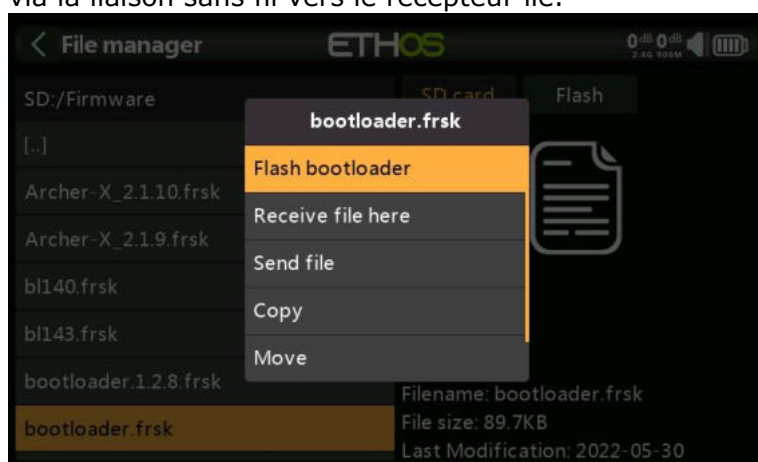 via la liaison sans fil vers le récepteur lié.
< File manager
ETHOS
0dB 0dB
2.4G 900M
SD:/Firmware
SD card
Flash
[..]
Archer-X_2.1.10.frsk
Archer-X_2.1.9.frsk
bl140.frsk
bl143.frsk
bootloader.1.2.8.frsk
bootloader.frsk
bootloader.frsk
Flash bootloader
Receive file here
Send file
Copy
Move
Filename: bootloader.frsk
File size: 89.7KB
Last Modification: 2022-05-30